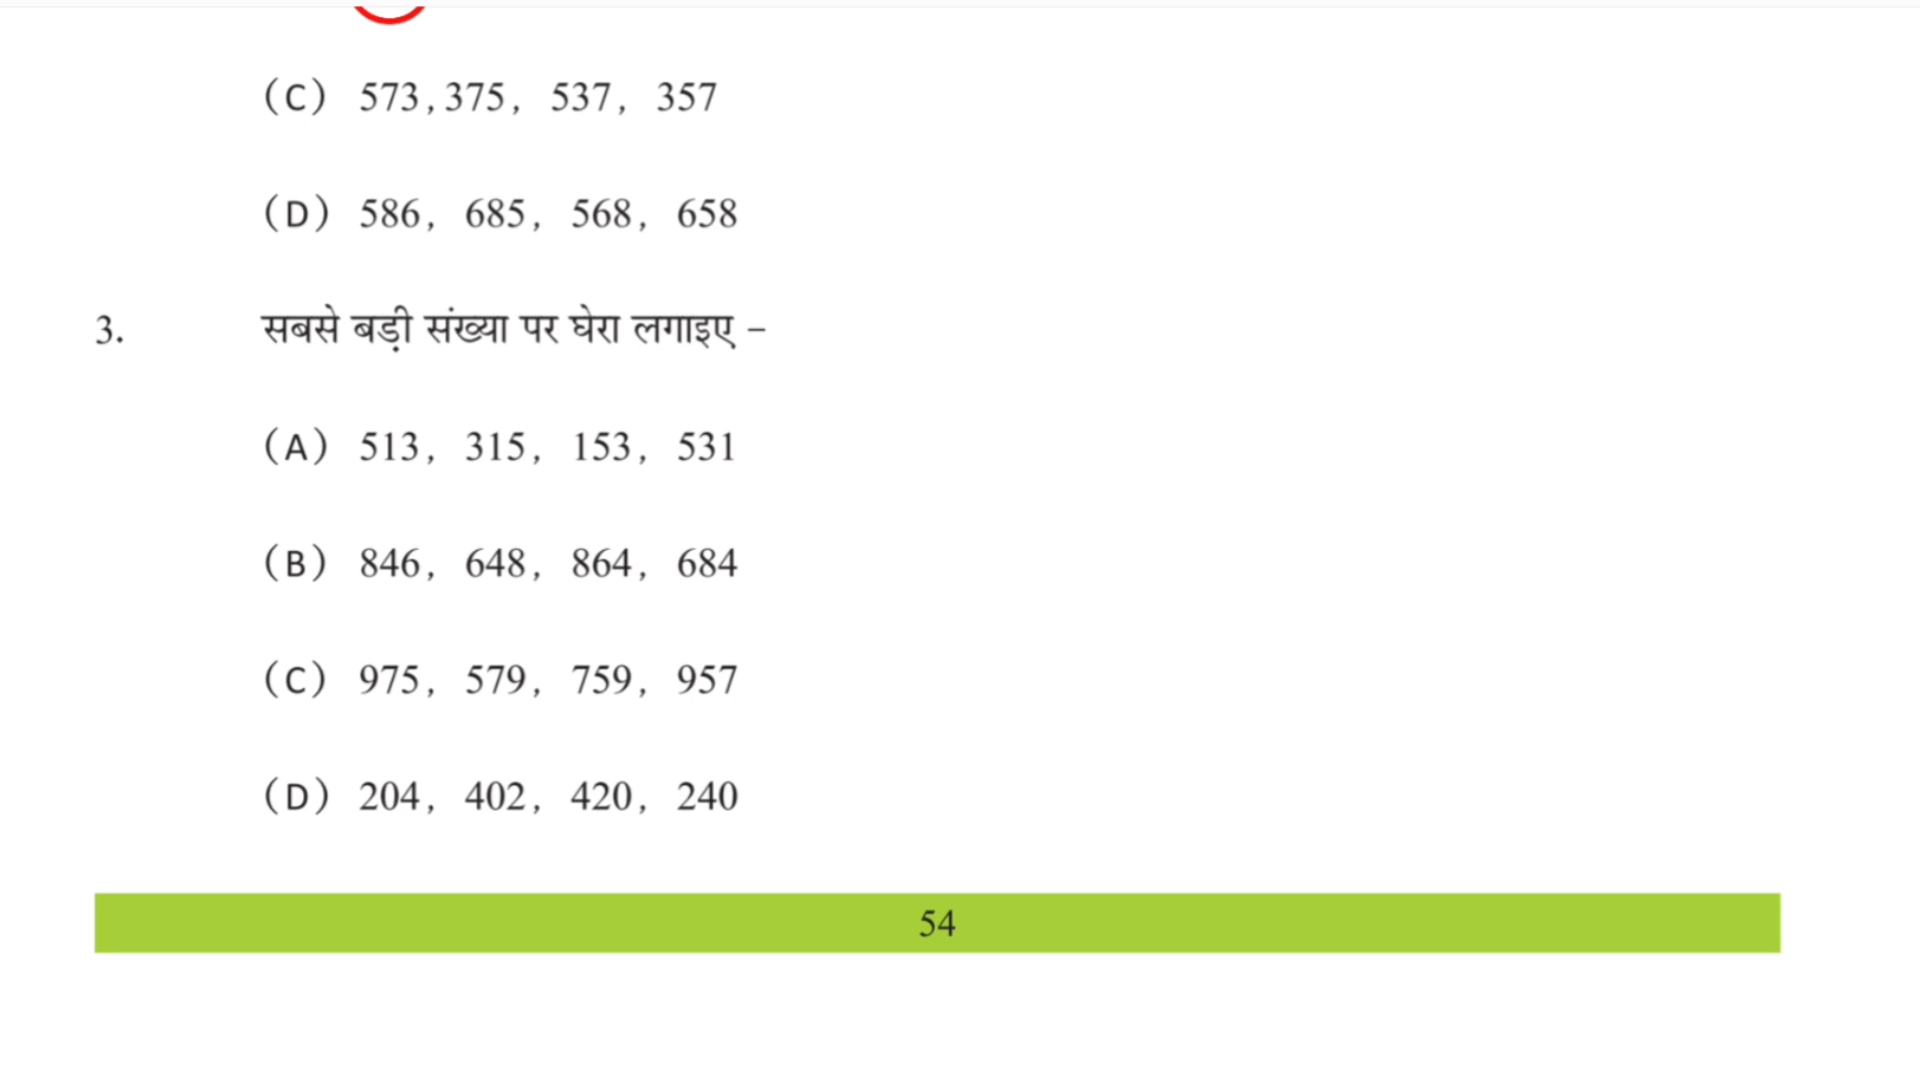 (C) 573,375, 537, 357
(D) 586, 685, 568, 658
3. सबसे बड़ी संख्या पर घेरा लगाइए –
(A) 513, 315, 153, 531
(B) 846, 648, 864, 684
(C) 975, 579, 759, 957
(D) 204, 402, 420, 240
54